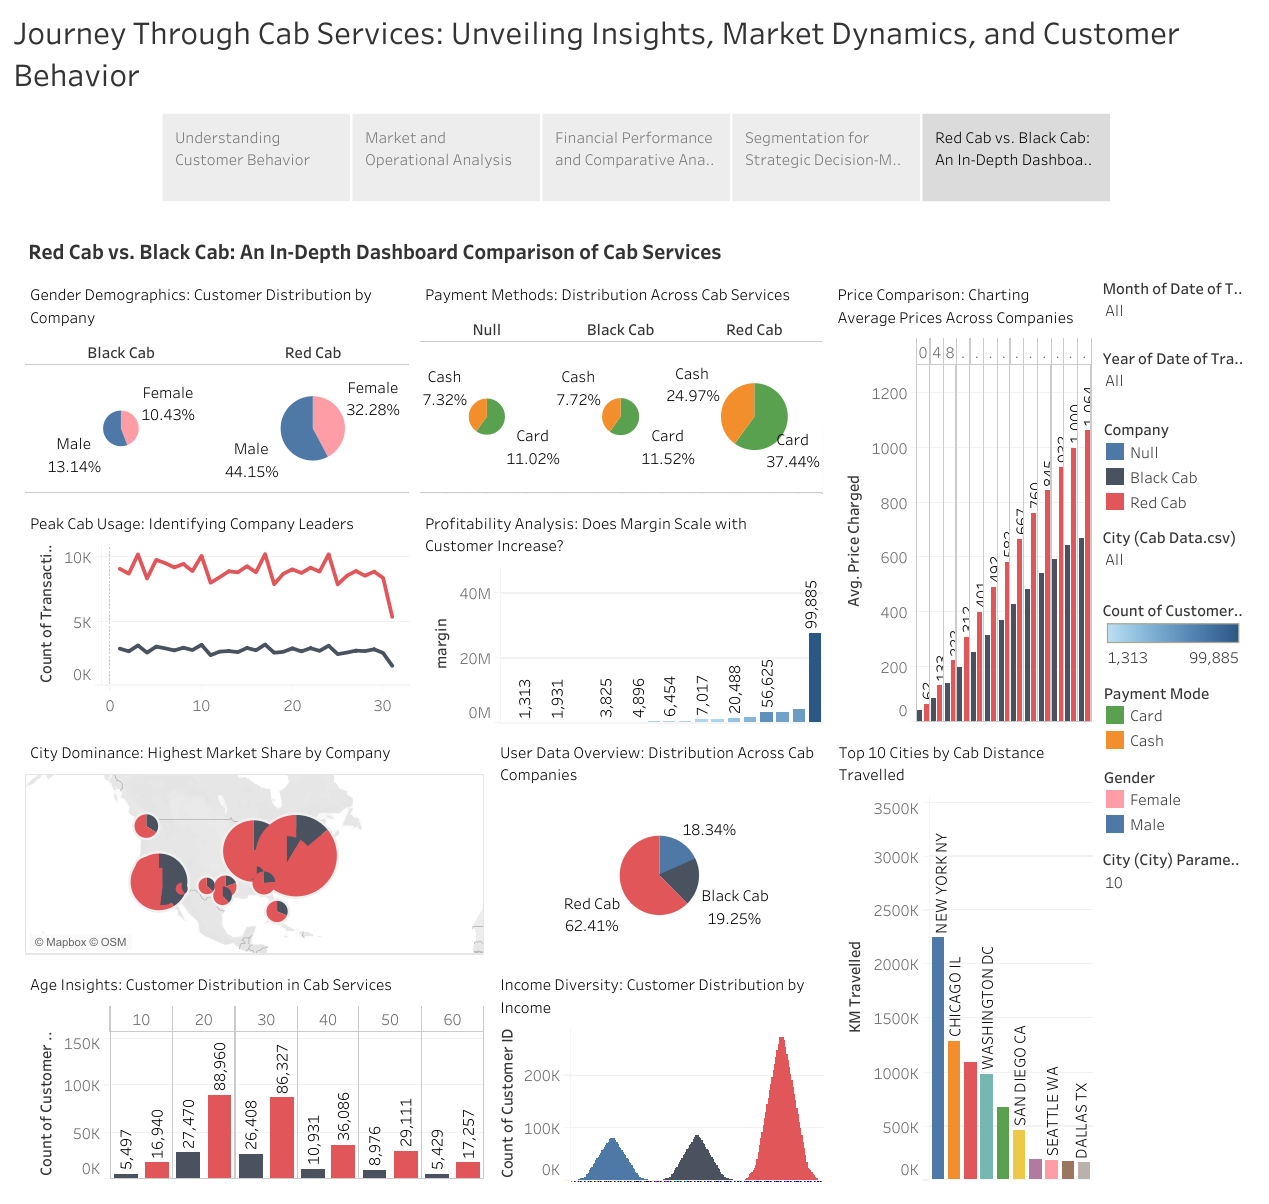 Journey Through Cab Services: Unveiling Insights, Market Dynamics, and Customer
Behavior
Understanding
Customer Behavior
Market and
Operational Analysis
Financial Performance
and Comparative Ana..
Segmentation for
Strategic Decision-M..
Red Cab vs. Black Cab:
An In-Depth Dashboa..
Red Cab vs. Black Cab: An In-Depth Dashboard Comparison of Cab Services
Gender Demographics: Customer Distribution by
Company
Black Cab
Red Cab
Female
10.43%
Male
13.14%
Female
32.28%
Male
44.15%
Payment Methods: Distribution Across Cab Services
Null
Black Cab
Red Cab
Cash
7.32%
Card
11.02%
Cash
7.72%
Card
11.52%
Cash
24.97%
Card
37.44%
Price Comparison: Charting
Average Prices Across Companies
0 4 8 . . . . . . . . . .
Avg. Price Charged
1200
1000
800
600
400
200
0
62
133
223
312
401
492
582
667
760
845
932
1,000
1,064
Month of Date of T..
All
Year of Date of Tra..
All
Company
Null
Black Cab
Red Cab
City (Cab Data.csv)
All
Count of Customer..
1,313
99,885
Payment Mode
Card
Cash
Gender
Female
Male
City (City) Parame..
10
Peak Cab Usage: Identifying Company Leaders
Count of Transacti..
10K
5K
0K
0
10
20
30
Profitability Analysis: Does Margin Scale with
Customer Increase?
margin
40M
20M
0M
1,313
1,931
3,825
4,896
6,454
7,017
20,488
56,625
99,885
City Dominance: Highest Market Share by Company
© Mapbox © OSM
User Data Overview: Distribution Across Cab
Companies
18.34%
Black Cab
19.25%
Red Cab
62.41%
Top 10 Cities by Cab Distance
Travelled
KM Travelled
3500K
3000K
2500K
2000K
1500K
1000K
500K
0K
NEW YORK NY
CHICAGO IL
WASHINGTON DC
SAN DIEGO CA
SEATTLE WA
DALLAS TX
Age Insights: Customer Distribution in Cab Services
10
20
30
40
50
60
Count of Customer ..
150K
100K
50K
0K
5,497
16,940
27,470
88,960
26,408
86,327
10,931
36,086
8,976
29,111
5,429
17,257
Income Diversity: Customer Distribution by
Income
Count of Customer ID
200K
100K
0K